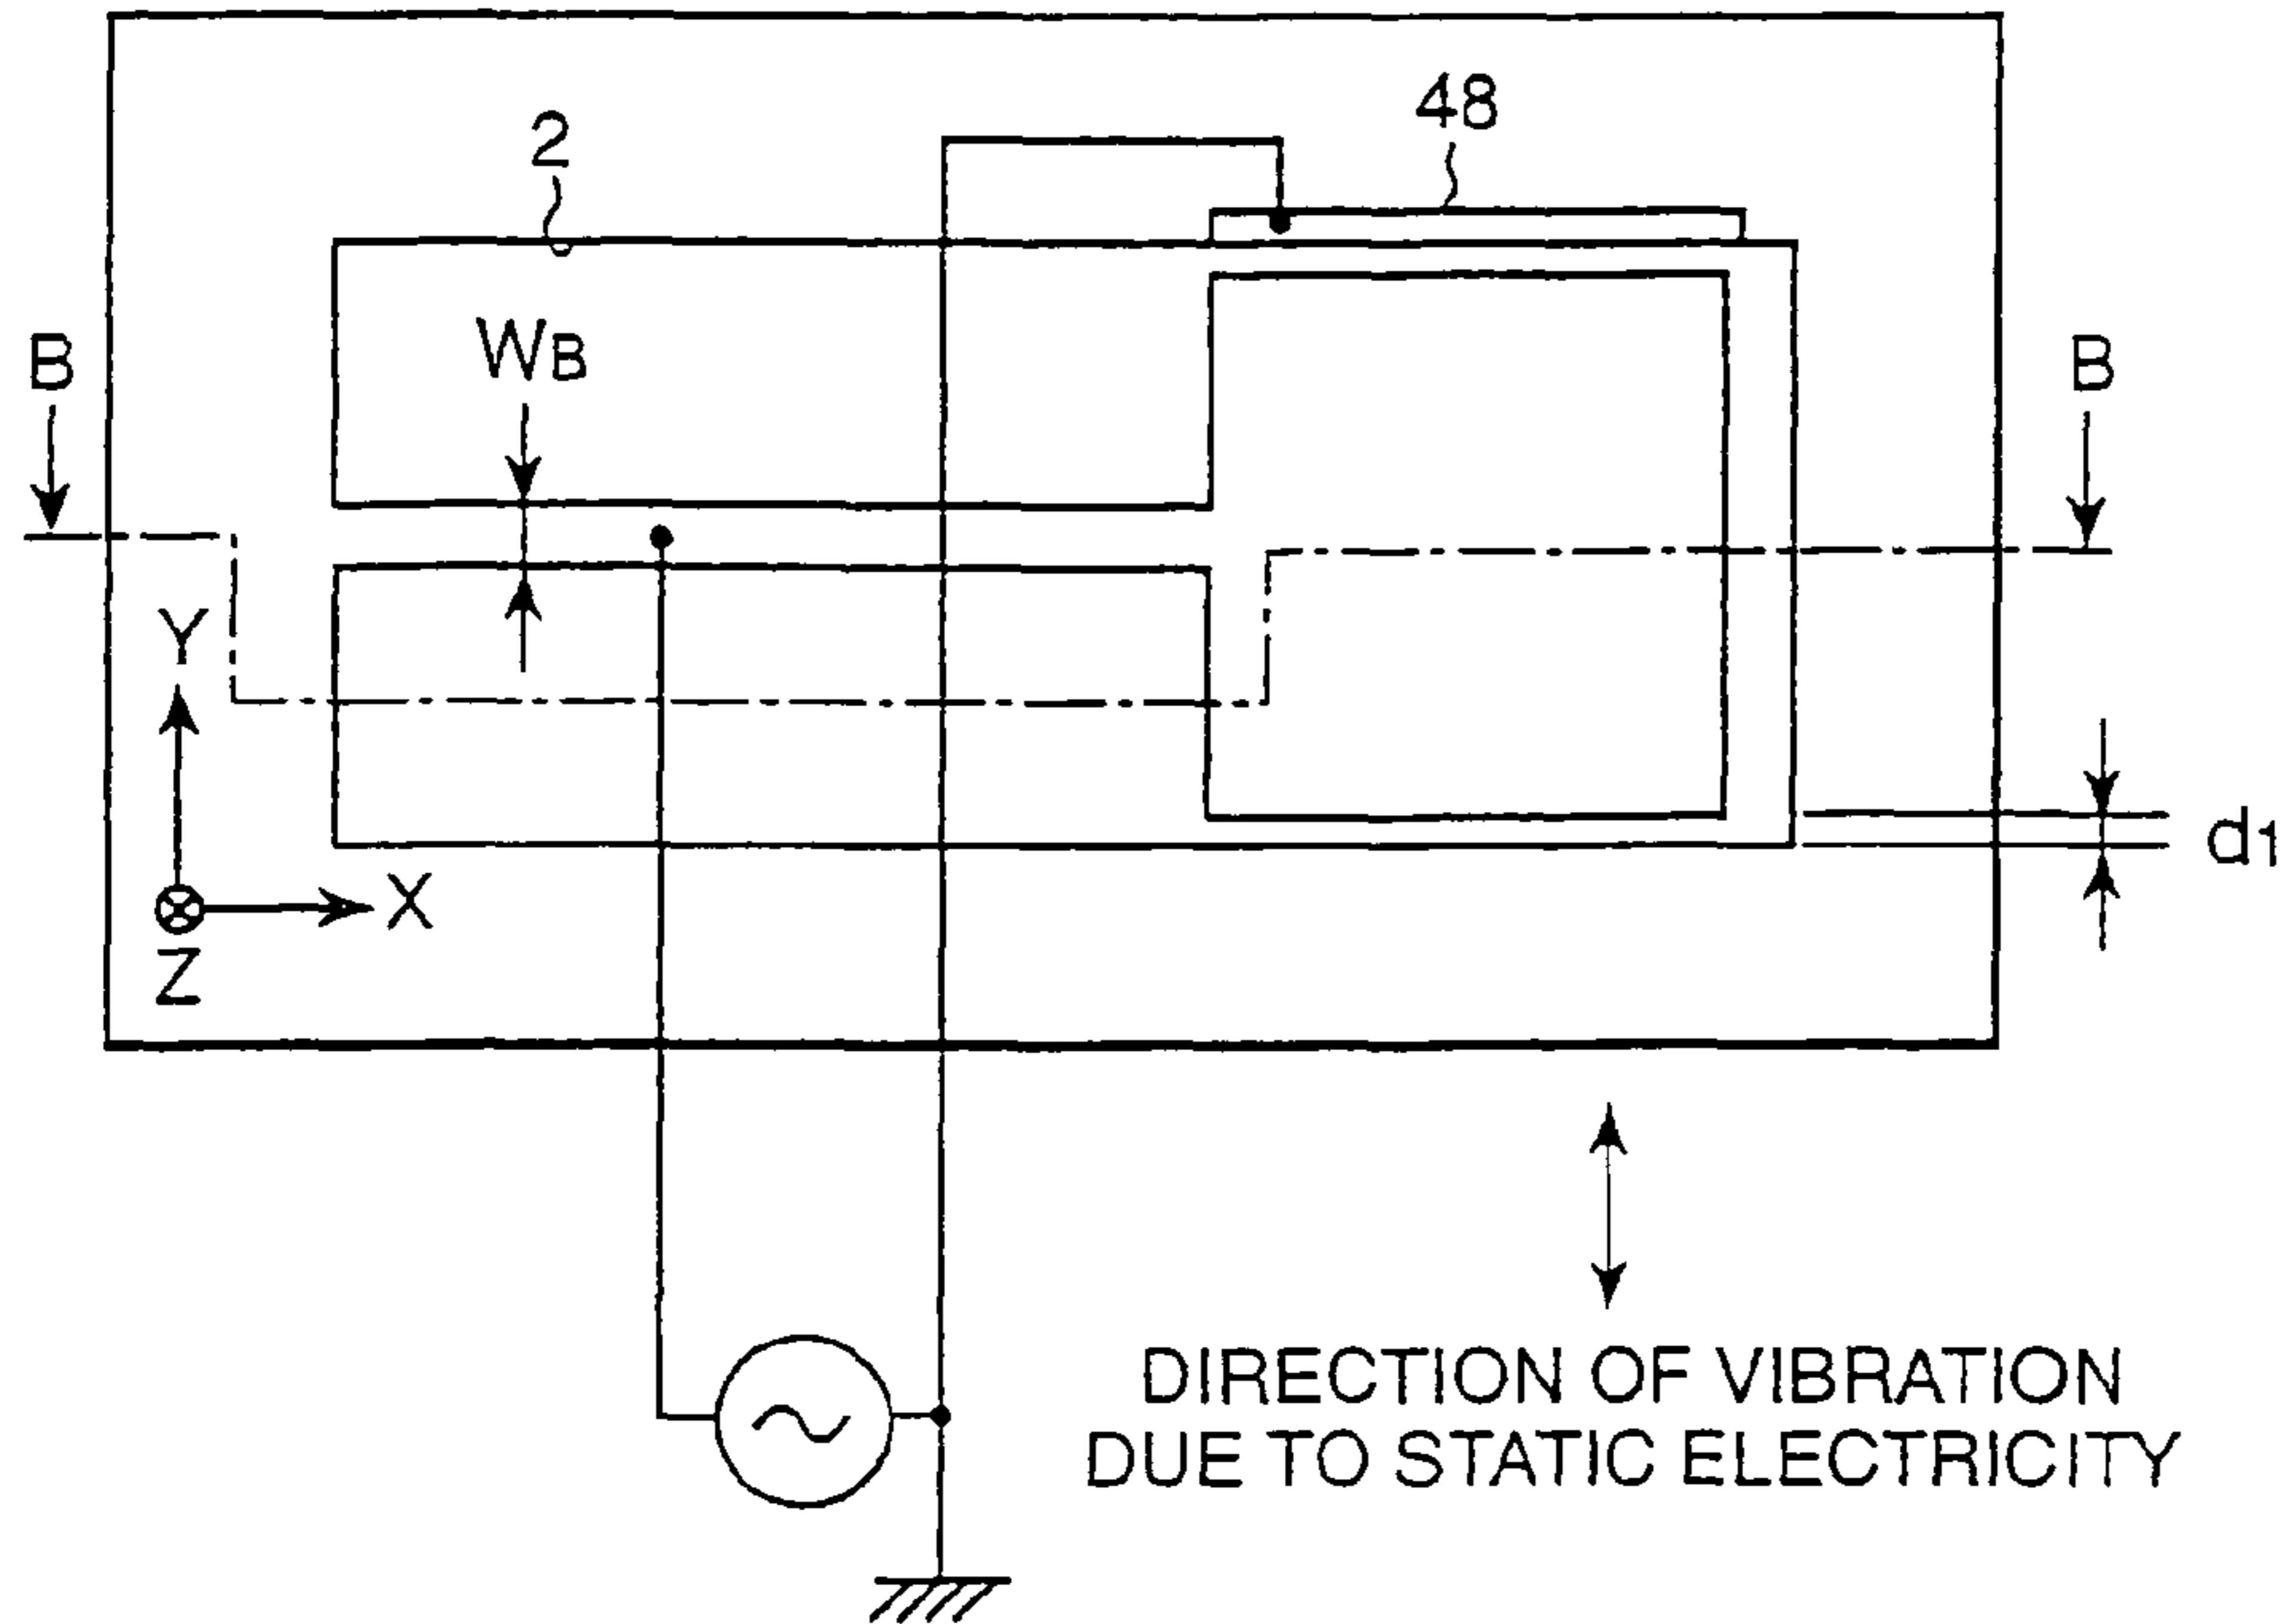 48
2
WB
B
B
Y
d1
X
Z
DIRECTION OF VIBRATION
DUE TO STATIC ELECTRICITY